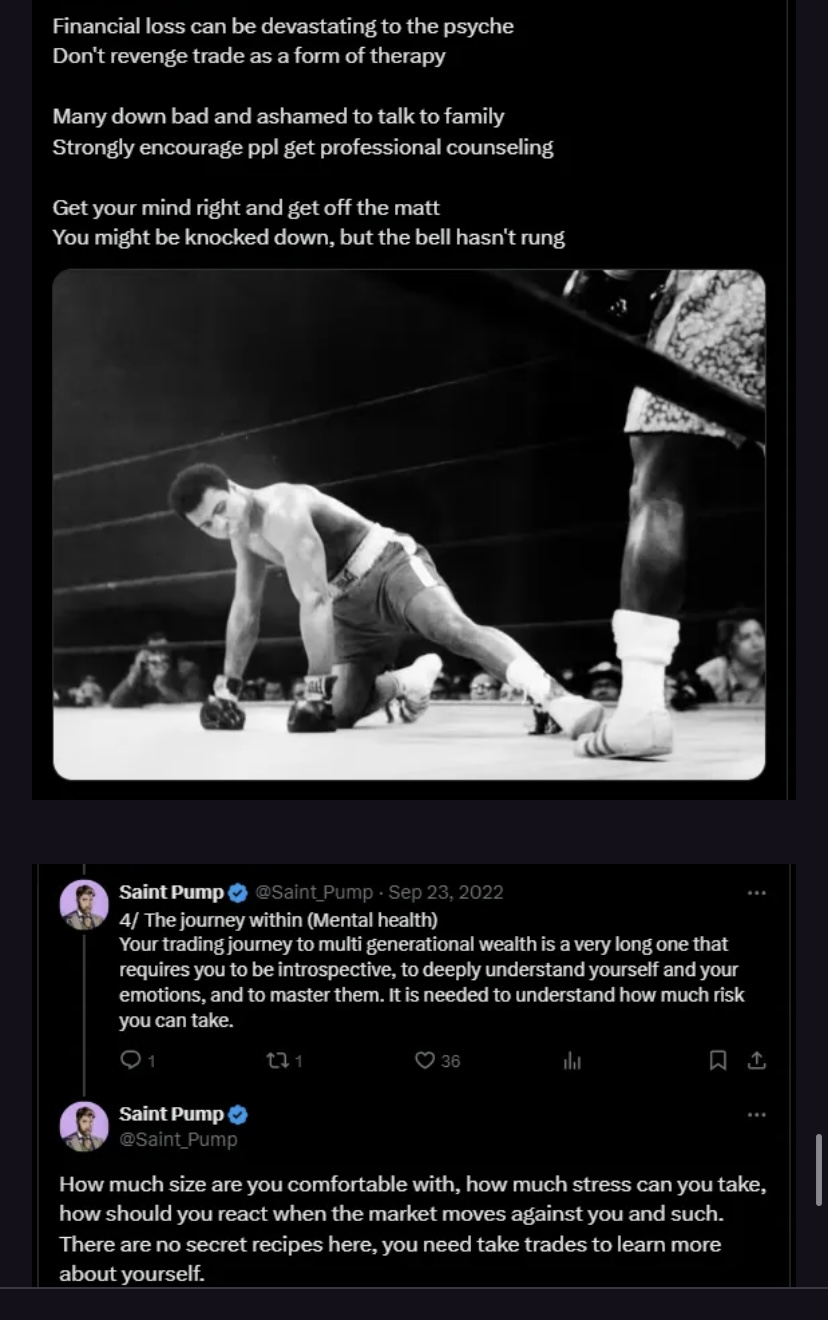 Financial loss can be devastating to the psyche
Don't revenge trade as a form of therapy
Many down bad and ashamed to talk to family
Strongly encourage ppl get professional counseling
Get your mind right and get off the matt
You might be knocked down, but the bell hasn't rung
Saint Pump @Saint_Pump · Sep 23, 2022
4/ The journey within (Mental health)
Your trading journey to multi generational wealth is a very long one that
requires you to be introspective, to deeply understand yourself and your
emotions, and to master them. It is needed to understand how much risk
you can take.
1 1 36
Saint Pump
@Saint_Pump
How much size are you comfortable with, how much stress can you take,
how should you react when the market moves against you and such.
There are no secret recipes here, you need take trades to learn more
about yourself.